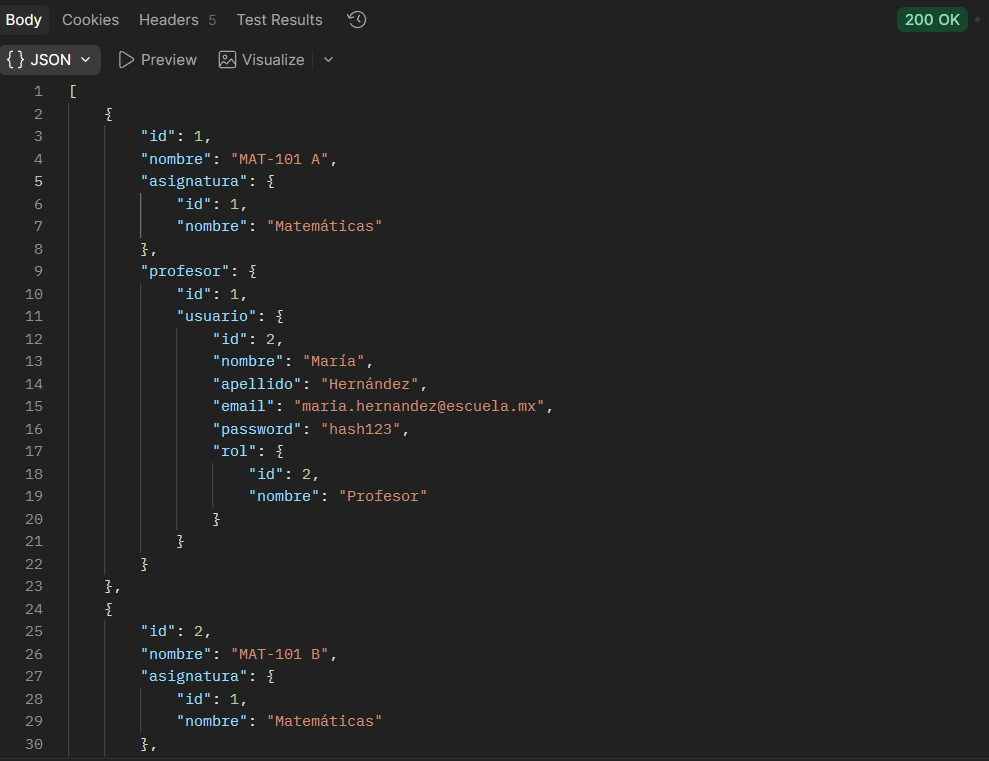 Body Cookies Headers 5 Test Results 200 OK
{} JSON Preview Visualize
1 [
2 {
3 "id": 1,
4 "nombre": "MAT-101 A",
5 "asignatura": {
6 "id": 1,
7 "nombre": "Matemáticas"
8 },
9 "profesor": {
10 "id": 1,
11 "usuario": {
12 "id": 2,
13 "nombre": "María",
14 "apellido": "Hernández",
15 "email": "maria.hernandez@escuela.mx",
16 "password": "hash123",
17 "rol": {
18 "id": 2,
19 "nombre": "Profesor"
20 }
21 }
22 }
23 },
24 {
25 "id": 2,
26 "nombre": "MAT-101 B",
27 "asignatura": {
28 "id": 1,
29 "nombre": "Matemáticas"
30 },